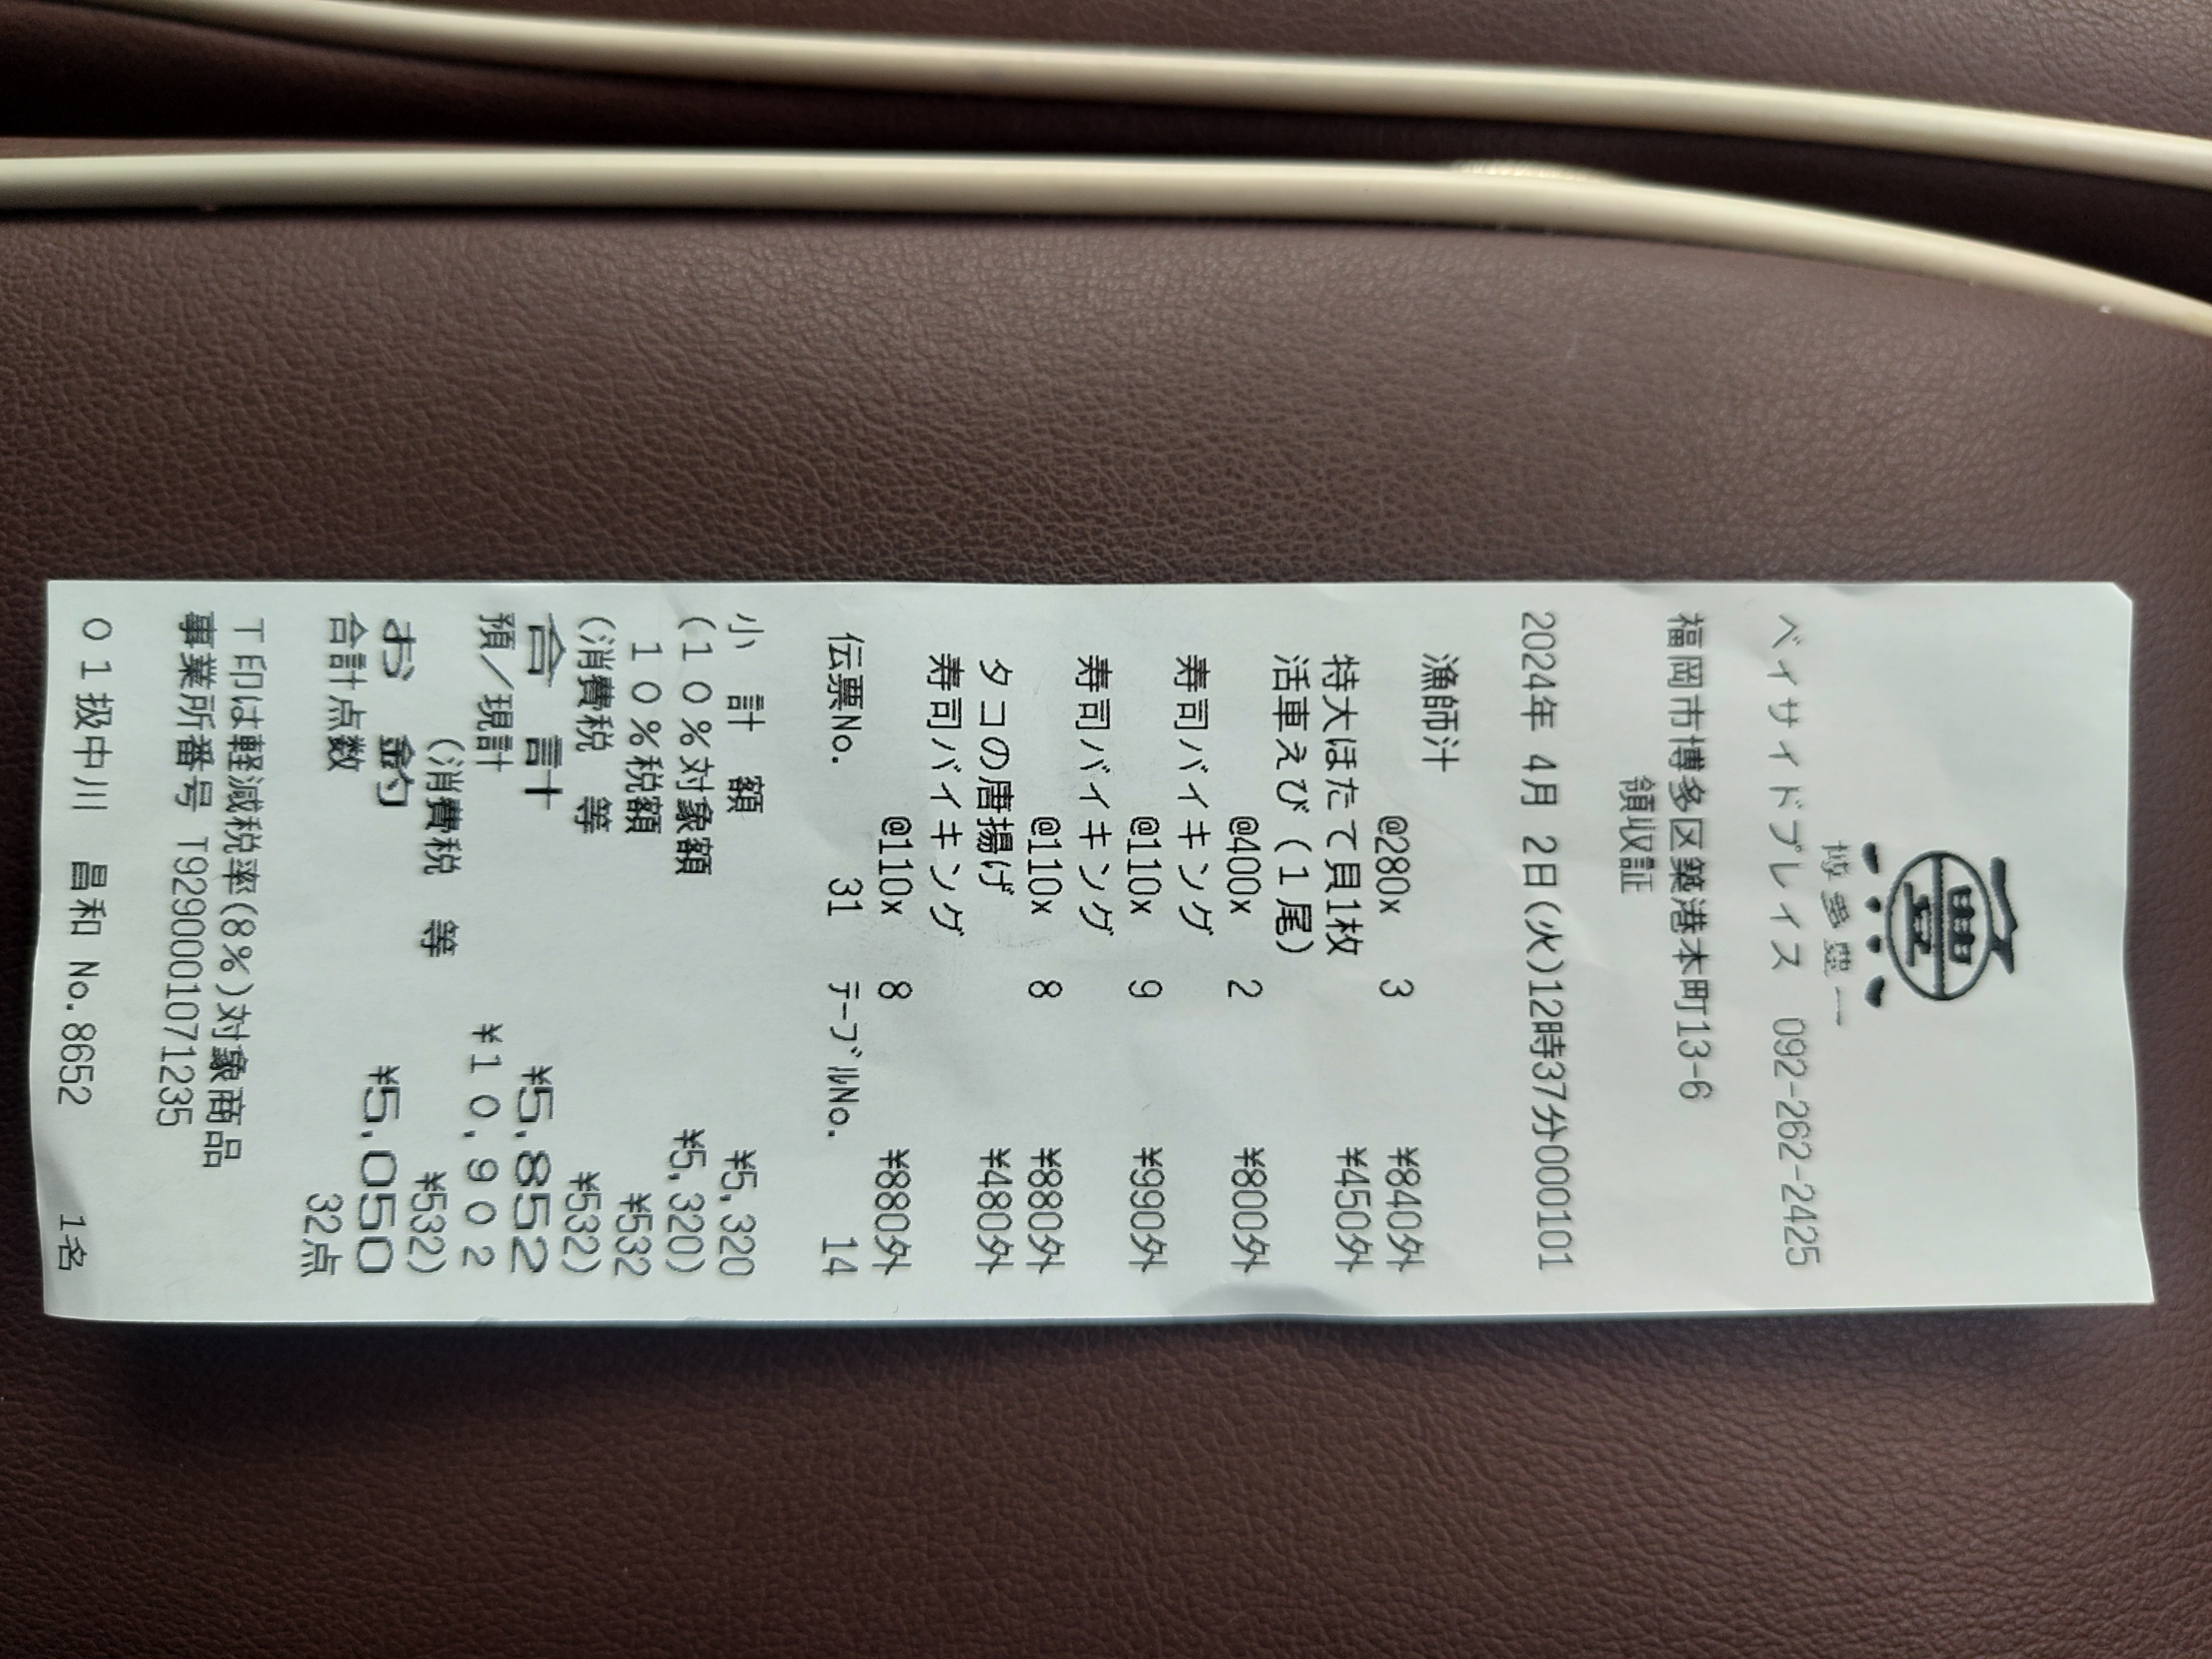 豊
博多豊一
ベイサイドプレイス 092-262-2425
福岡市博多区築港本町13-6
領収証
2024年 4月 2日(火)12時37分000101
漁師汁
@280x 3 ¥840外
特大ほたて貝1枚 ¥450外
活車えび(1尾)
@400x 2 ¥800外
寿司バイキング
@110x 9 ¥990外
寿司バイキング
@110x 8 ¥880外
タコの唐揚げ ¥480外
寿司バイキング
@110x 8 ¥880外
伝票No. 31 テーブルNo. 14
小 計 額 ¥5,320
(10%対象額 ¥5,320)
10%税額 ¥532
(消費税 等 ¥532)
合 計 ¥5,852
預/現計 ¥10,902
(消費税 等 ¥532)
お 釣 ¥5,050
合計点数 32点
T印は軽減税率(8%)対象商品
事業所番号 T9290001071235
01扱中川 昌和 No.8652 1名